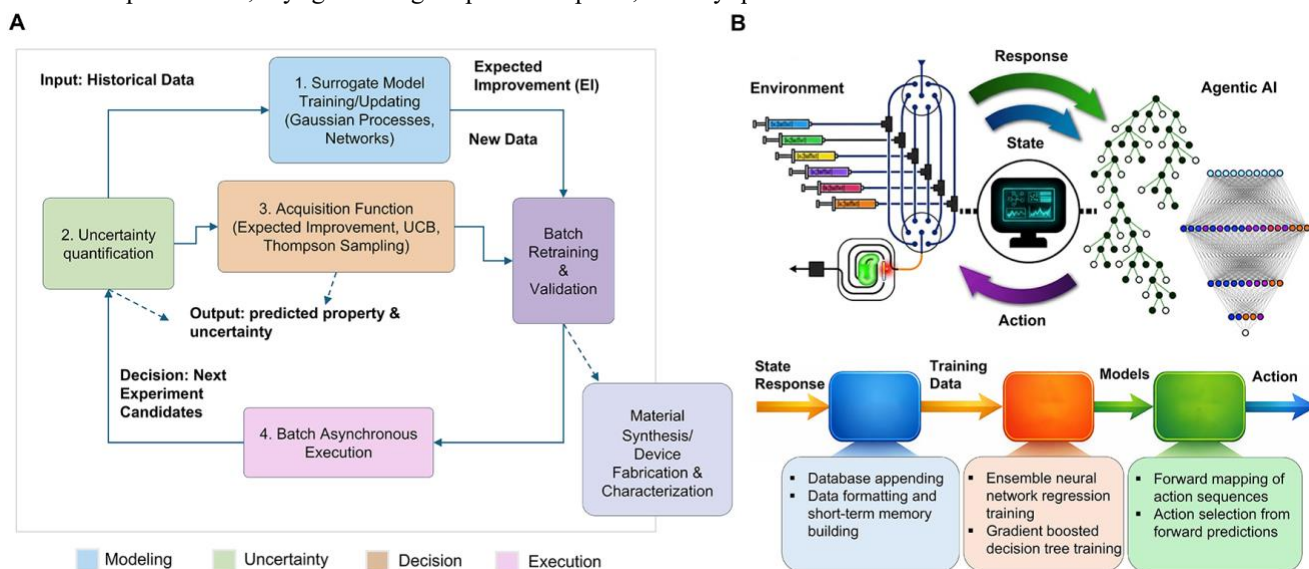 A
Input: Historical Data
1. Surrogate Model
Training/Updating
(Gaussian Processes,
Networks)
Expected
Improvement (EI)
New Data
2. Uncertainty
quantification
3. Acquisition Function
(Expected Improvement, UCB,
Thompson Sampling)
Batch
Retraining
&
Validation
Output: predicted property &
uncertainty
Decision: Next
Experiment
Candidates
4. Batch Asynchronous
Execution
Material
Synthesis/
Device
Fabrication &
Characterization
Modeling
Uncertainty
Decision
Execution
B
Environment
Response
State
Agentic AI
Action
State
Response
Training
Data
Models
Action
▪ Database appending
▪ Data formatting and
short-term memory
building
▪ Ensemble neural
network regression
training
▪ Gradient boosted
decision tree training
▪ Forward mapping of
action sequences
▪ Action selection from
forward predictions